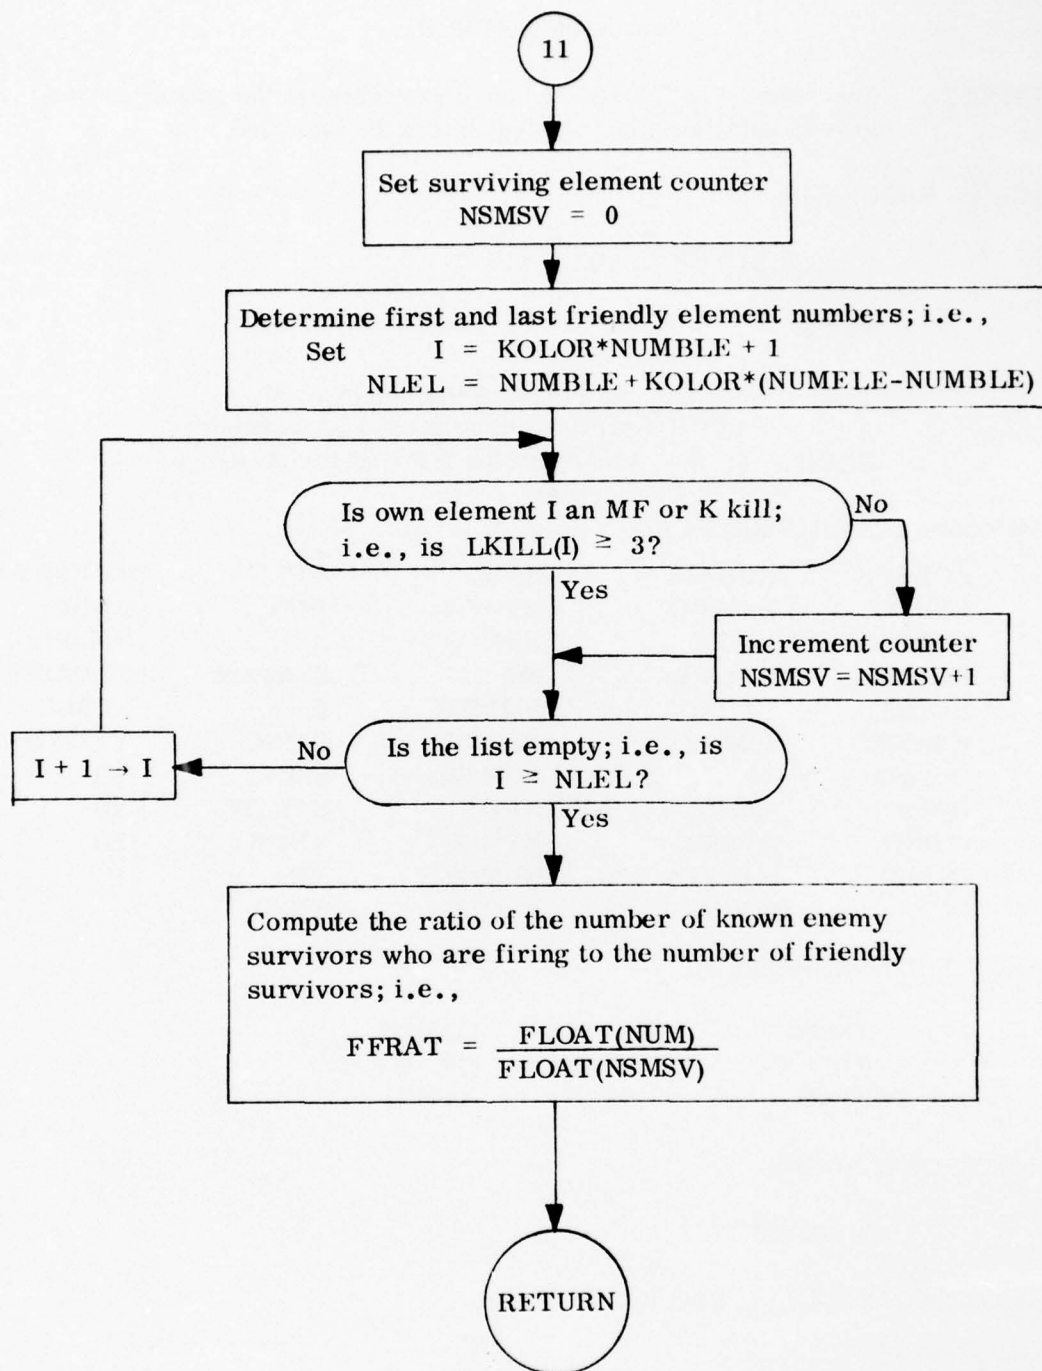 11
Set surviving element counter
NSMSV = 0
Determine first and last friendly element numbers; i.e.,
Set I = KOLOR*NUMBLE + 1
NLEL = NUMBLE + KOLOR*(NUMELE-NUMBLE)
Is own element I an MF or K kill;
i.e., is LKILL(I) ≥ 3?
No
Yes
Increment counter
NSMSV = NSMSV+1
Is the list empty; i.e., is
I ≥ NLEL?
No
I + 1 → I
Yes
Compute the ratio of the number of known enemy
survivors who are firing to the number of friendly
survivors; i.e.,
FFRAT = FLOAT(NUM)
FLOAT(NSMSV)
RETURN